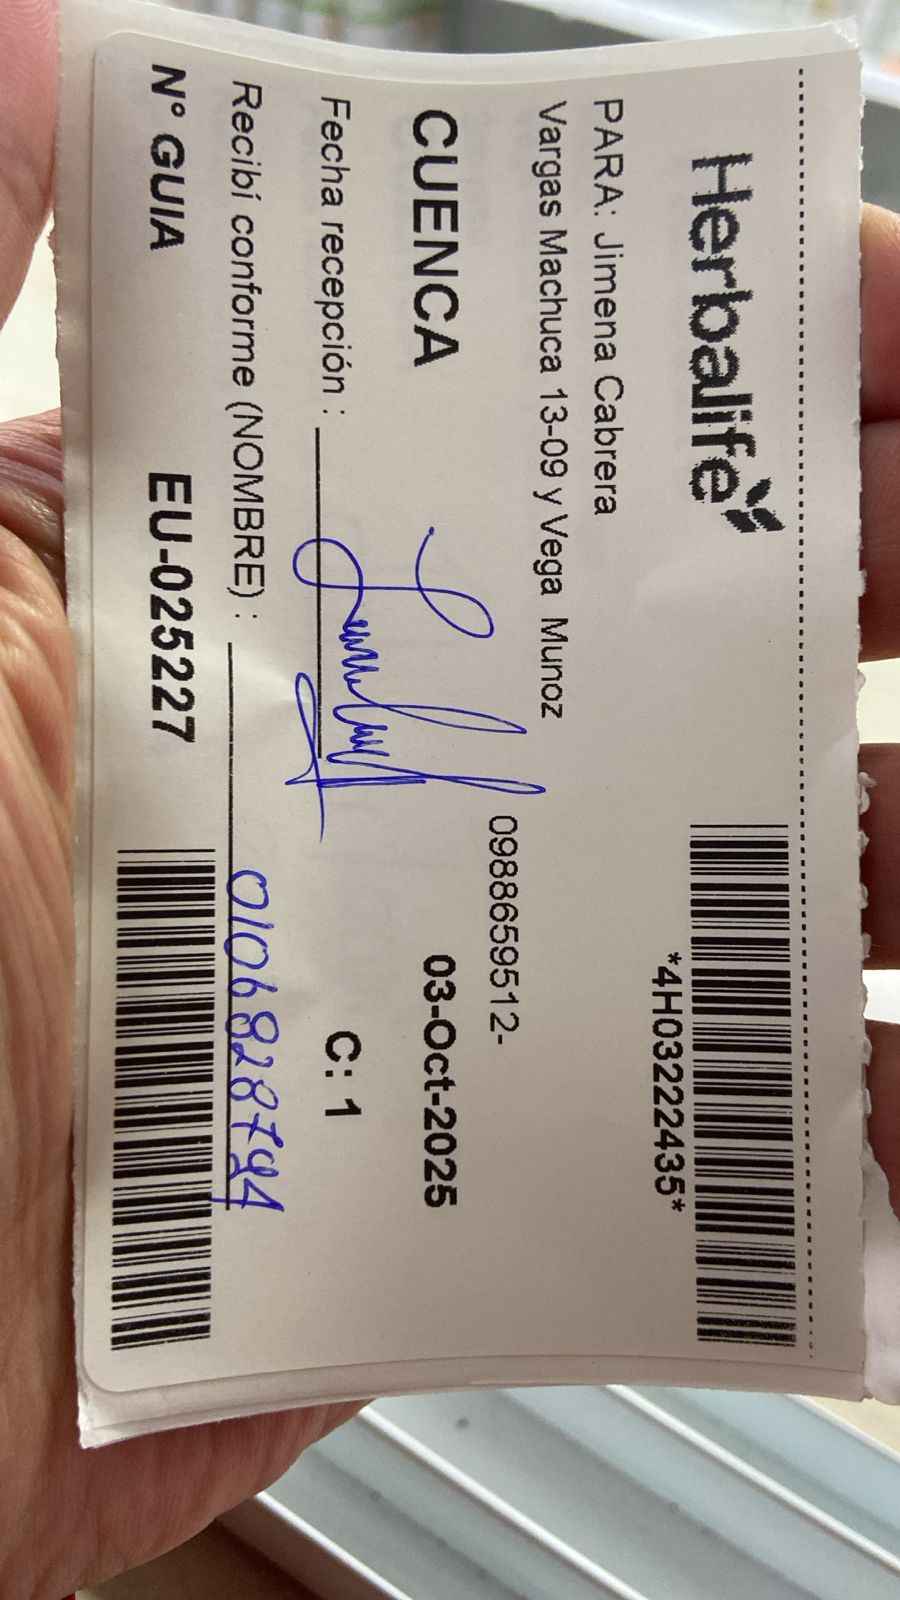 Herbalife
*4H03222435*
PARA: Jimena Cabrera
Vargas Machuca 13-09 y Vega Munoz
0988659512-
CUENCA 03-Oct-2025
Fecha recepción : C: 1
Recibí conforme (NOMBRE) : 0106828794
N° GUIA EU-025227